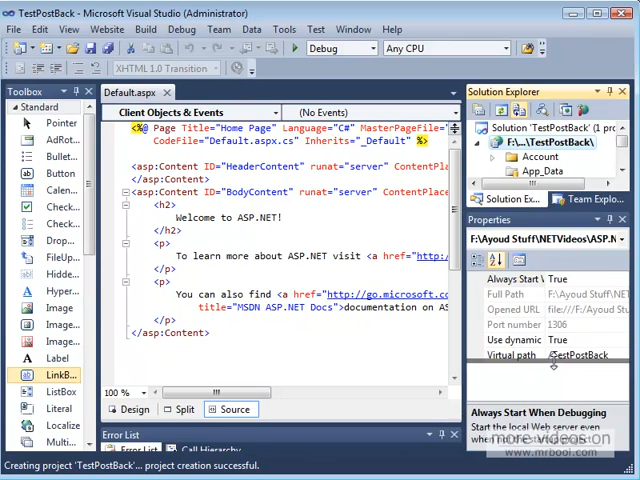 TestPostBack - Microsoft Visual Studio (Administrator)
File Edit View Website Build Debug Team Data Tools Test Window Help
Debug Any CPU
XHTML 1.0 Transition
Toolbox
Standard
Pointer
AdRot...
Bullet...
Button
Calen...
Check...
Check...
Drop...
FileUp...
Hidde...
Hyper...
Image
Image...
Image...
Label
LinkB...
ListBox
Literal
Localize
Multi...
Default.aspx
Client Objects & Events (No Events)
<%@ Page Title="Home Page" Language="C#" MasterPageFile="
CodeFile="Default.aspx.cs" Inherits="_Default" %>
<asp:Content ID="HeaderContent" runat="server" ContentPla
</asp:Content>
<asp:Content ID="BodyContent" runat="server" ContentPlace
<h2>
Welcome to ASP.NET!
</h2>
<p>
To learn more about ASP.NET visit <a href="http:/
</p>
<p>
You can also find <a href="http://go.microsoft.co
title="MSDN ASP.NET Docs">documentation on AS
</p>
</asp:Content>
100 %
Design Split Source
Error List
Error List Call Hierarchy
Solution Explorer
Solution 'TestPostBack' (1 pro
F:\...\TestPostBack\
Account
App_Data
Solution Ex... Team Explo...
Properties
F:\Ayoud Stuff\NETVideos\ASP.N
Always Start \ True
Full Path F:\Ayoud Stuff\NET
Opened URL file:///F:\Ayoud St
Port number 1306
Use dynamic True
Virtual path /TestPostBack
Always Start When Debugging
Start the local Web server even
when not the startup project.
more videos on
www.mrbool.com
Creating project 'TestPostBack'... project creation successful.